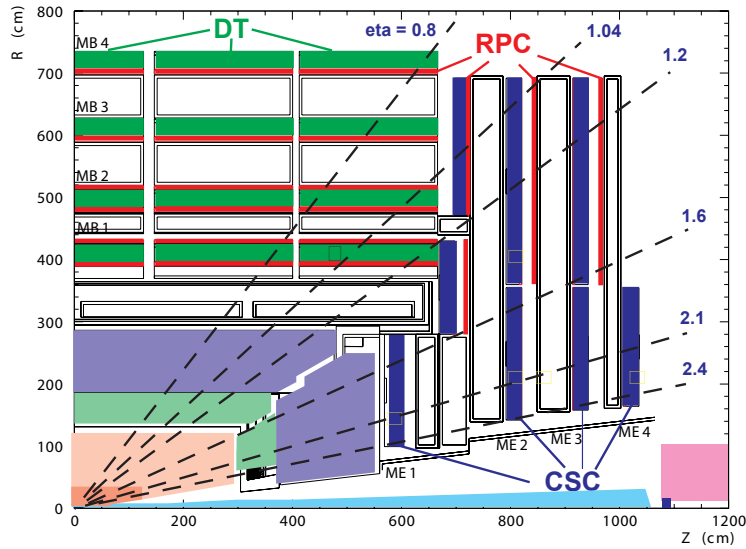 R (cm)
800
700
600
500
400
300
200
100
0
MB 4
DT
eta = 0.8
RPC
1.04
1.2
MB 3
MB 2
MB 1
1.6
2.1
2.4
ME 1
ME 2
ME 3
ME 4
CSC
0
200
400
600
800
1000
1200
Z (cm)